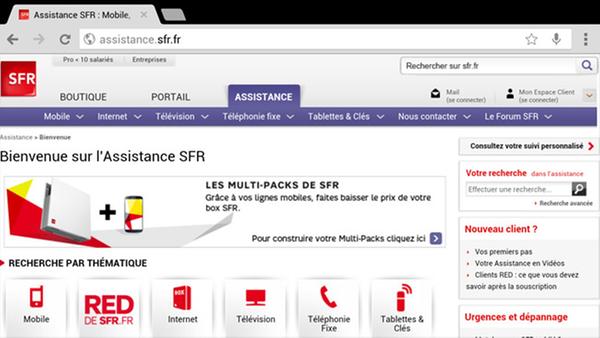 Assistance SFR : Mobile,
assistance.sfr.fr
Pro < 10 salariés
Entreprises
SFR
Rechercher sur sfr.fr
BOUTIQUE
PORTAIL
ASSISTANCE
Mail
(se connecter)
Mon Espace Client
(se connecter)
Mobile
Internet
Télévision
Téléphonie fixe
Tablettes & Clés
Nous contacter
Le Forum SFR
Assistance » Bienvenue
Bienvenue sur l'Assistance SFR
LES MULTI-PACKS DE SFR
Grâce à vos lignes mobiles, faites baisser le prix de votre
box SFR.
Pour construire votre Multi-Packs cliquez ici
RECHERCHE PAR THÉMATIQUE
Mobile
RED
DE SFR.FR
BOX
Internet
Télévision
Téléphonie
Fixe
Tablettes &
Clés
Consultez votre suivi personnalisé
Votre recherche dans l'assistance
Effectuer une recherche...
Recherche avancée
Nouveau client ?
Vos premiers pas
Votre Assistance en Vidéos
Clients RED : ce que vous devez
savoir après la souscription
Urgences et dépannage